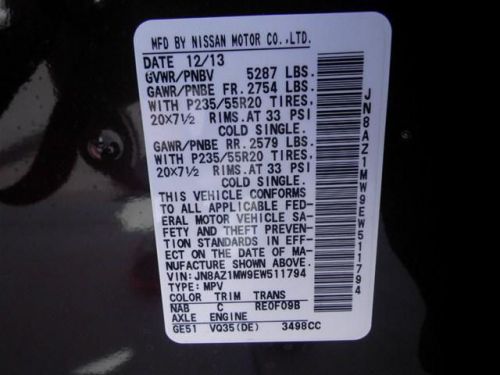 MFD BY NISSAN MOTOR CO.,LTD.
DATE 12/13
GVWR/PNBV 5287 LBS.
GAWR/PNBE FR. 2754 LBS.
WITH P235/55R20 TIRES,
20X7½ RIMS.AT 33 PSI
COLD SINGLE.
GAWR/PNBE RR. 2579 LBS.
WITH P235/55R20 TIRES,
20X7½ RIMS.AT 33 PSI
COLD SINGLE.
THIS VEHICLE CONFORMS
TO ALL APPLICABLE FED-
ERAL MOTOR VEHICLE SA-
FETY AND THEFT PREVEN-
TION STANDARDS IN EFF-
ECT ON THE DATE OF MA-
NUFACTURE SHOWN ABOVE.
VIN:JN8AZ1MW9EW511794
TYPE: MPV
COLOR TRIM TRANS
NAB C RE0F09B
AXLE ENGINE
GE51 VQ35(DE) 3498CC
JN8AZ1MW9EW511794